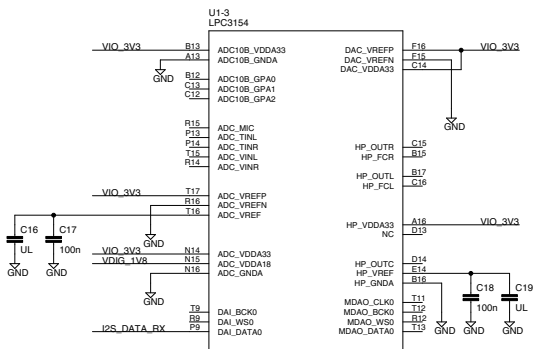 U1-3
LPC3154
VIO_3V3 B13 ADC10B_VDDA33 DAC_VREFP F16 VIO_3V3
A13 ADC10B_GNDA DAC_VREFN F15
DAC_VDDA33 C14
GND
B12 ADC10B_GPA0
C13 ADC10B_GPA1
C12 ADC10B_GPA2
GND
R15 ADC_MIC
P13 ADC_TINL
P14 ADC_TINR HP_OUTR C15
T15 ADC_VINL HP_FCR B15
R14 ADC_VINR
HP_OUTL B17
HP_FCL C16
VIO_3V3 T17 ADC_VREFP
R16 ADC_VREFN
T16 ADC_VREF
HP_VDDA33 A16 VIO_3V3
NC D13
C16 C17
UL 100n
GND
VIO_3V3 N14 ADC_VDDA33
VDIG_1V8 N15 ADC_VDDA18 HP_OUTC D14
N16 ADC_GNDA HP_VREF E14
HP_GNDA B16
GND GND
GND
C18 C19
100n UL
T9 DAI_BCK0 MDAO_CLK0 T11
R9 DAI_WS0 MDAO_BCK0 T12
I2S_DATA_RX P9 DAI_DATA0 MDAO_WS0 R12
MDAO_DATA0 T13
GND GND GND